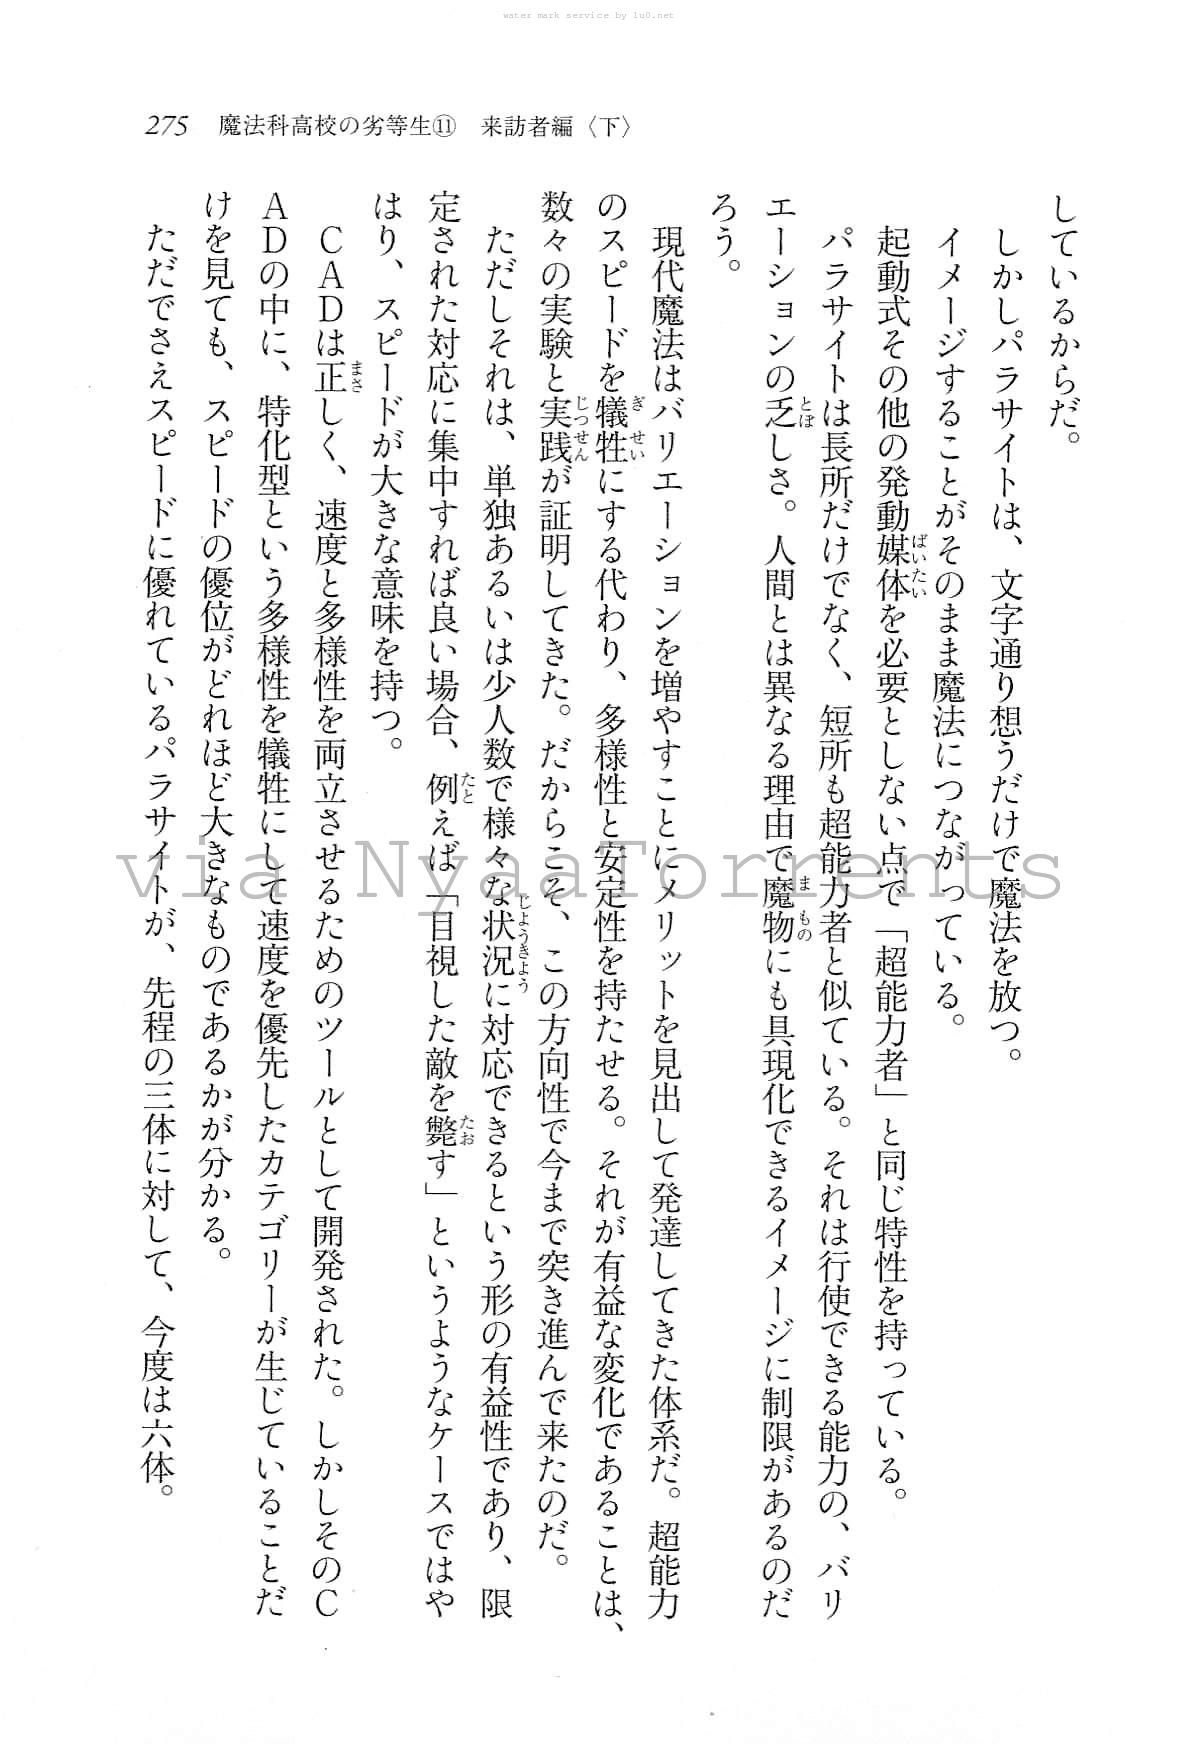 water mark service by lu0.net
275 魔法科高校の劣等生⑪ 来訪者編〈下〉
しているからだ。
しかしパラサイトは、文字通り想うだけで魔法を放つ。
イメージすることがそのまま魔法につながっている。
起動式その他の発動媒体を必要としない点で「超能力者」と同じ特性を持っている。
パラサイトは長所だけでなく、短所も超能力者と似ている。それは行使できる能力の、バリ
エーションの乏しさ。人間とは異なる理由で魔物にも具現化できるイメージに制限があるのだ
ろう。
現代魔法はバリエーションを増やすことにメリットを見出して発達してきた体系だ。超能力
のスピードを犠牲にする代わり、多様性と安定性を持たせる。それが有益な変化であることは、
数々の実験と実践が証明してきた。だからこそ、この方向性で今まで突き進んで来たのだ。
ただしそれは、単独あるいは少人数で様々な状況に対応できるという形の有益性であり、限
定された対応に集中すれば良い場合、例えば「目視した敵を斃す」というようなケースではや
はり、スピードが大きな意味を持つ。
ＣＡＤは正しく、速度と多様性を両立させるためのツールとして開発された。しかしそのＣ
ＡＤの中に、特化型という多様性を犠牲にして速度を優先したカテゴリーが生じていることだ
けを見ても、スピードの優位がどれほど大きなものであるかが分かる。
ただでさえスピードに優れているパラサイトが、先程の三体に対して、今度は六体。
via NyaaTorrents